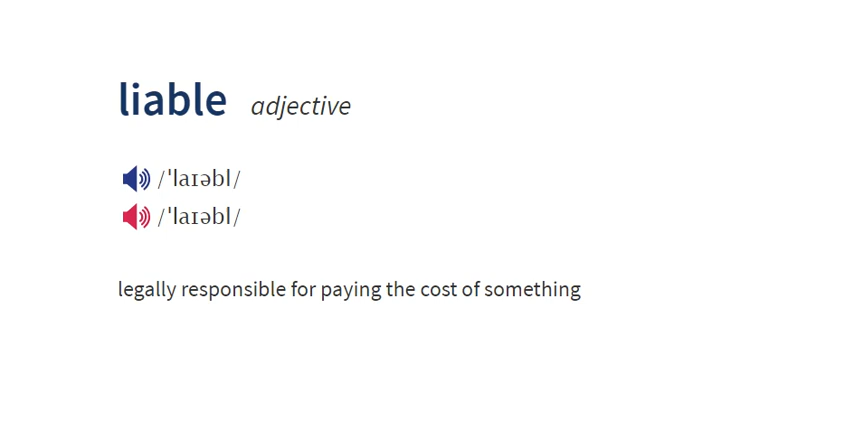 liable adjective
/ˈlaɪəbl/
/ˈlaɪəbl/
legally responsible for paying the cost of something